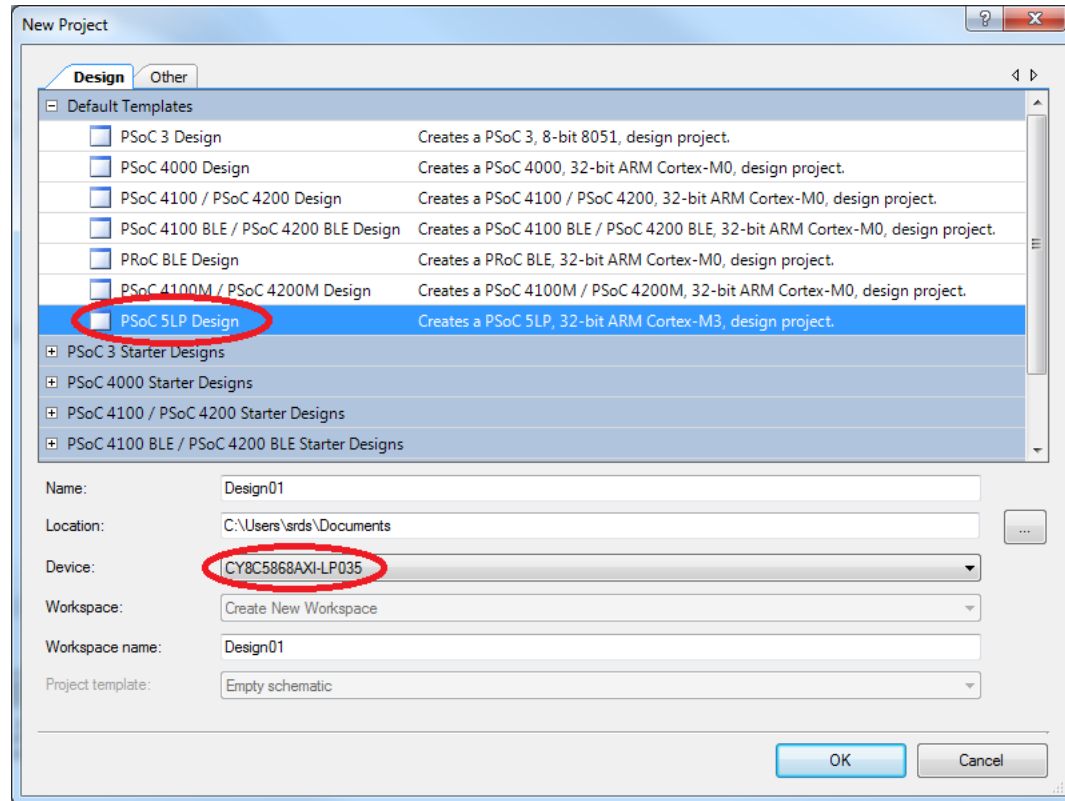 New Project
Design Other
Default Templates
PSoC 3 Design Creates a PSoC 3, 8-bit 8051, design project.
PSoC 4000 Design Creates a PSoC 4000, 32-bit ARM Cortex-M0, design project.
PSoC 4100 / PSoC 4200 Design Creates a PSoC 4100 / PSoC 4200, 32-bit ARM Cortex-M0, design project.
PSoC 4100 BLE / PSoC 4200 BLE Design Creates a PSoC 4100 BLE / PSoC 4200 BLE, 32-bit ARM Cortex-M0, design project.
PRoC BLE Design Creates a PRoC BLE, 32-bit ARM Cortex-M0, design project.
PSoC 4100M / PSoC 4200M Design Creates a PSoC 4100M / PSoC 4200M, 32-bit ARM Cortex-M0, design project.
PSoC 5LP Design Creates a PSoC 5LP, 32-bit ARM Cortex-M3, design project.
PSoC 3 Starter Designs
PSoC 4000 Starter Designs
PSoC 4100 / PSoC 4200 Starter Designs
PSoC 4100 BLE / PSoC 4200 BLE Starter Designs
Name: Design01
Location: C:\Users\srds\Documents ...
Device: CY8C5868AXI-LP035
Workspace: Create New Workspace
Workspace name: Design01
Project template: Empty schematic
OK Cancel